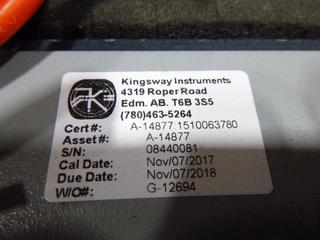 Kingsway Instruments
4319 Roper Road
Edm. AB. T6B 3S5
(780)463-5264
Cert#: A-14877.1510063780
Asset#: A-14877
S/N: 08440081
Cal Date: Nov/07/2017
Due Date: Nov/07/2018
W/O#: G-12694